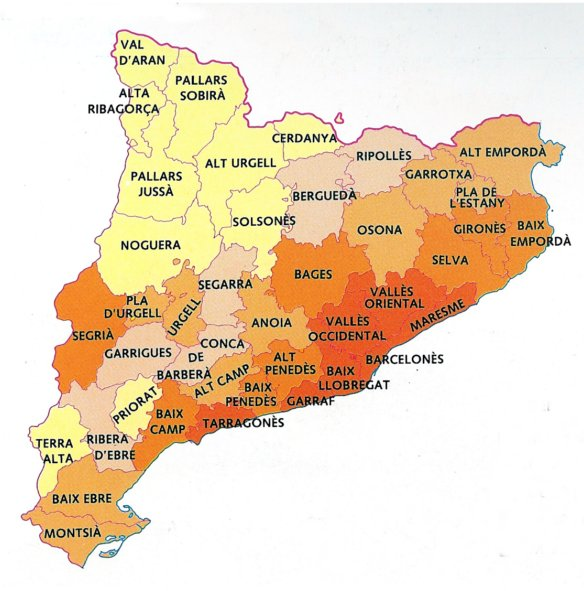 VAL
D'ARAN
PALLARS
SOBIRÀ
ALTA
RIBAGORÇA
CERDANYA
ALT URGELL
RIPOLLÈS
ALT EMPORDÀ
PALLARS
JUSSÀ
BERGUEDÀ
GARROTXA
PLA DE
L'ESTANY
SOLSONÈS
OSONA
GIRONÈS
BAIX
EMPORDÀ
NOGUERA
SELVA
BAGES
SEGARRA
PLA
D'URGELL
URGELL
VALLÈS
ORIENTAL
MARESME
SEGRIÀ
ANOIA
VALLÈS
OCCIDENTAL
GARRIGUES
CONCA
DE
BARBERÀ
ALT
PENEDÈS
BARCELONÈS
BAIX
LLOBREGAT
ALT CAMP
BAIX
PENEDÈS
GARRAF
PRIORAT
BAIX
CAMP
TARRAGONÈS
TERRA
ALTA
RIBERA
D'EBRE
BAIX EBRE
MONTSIÀ